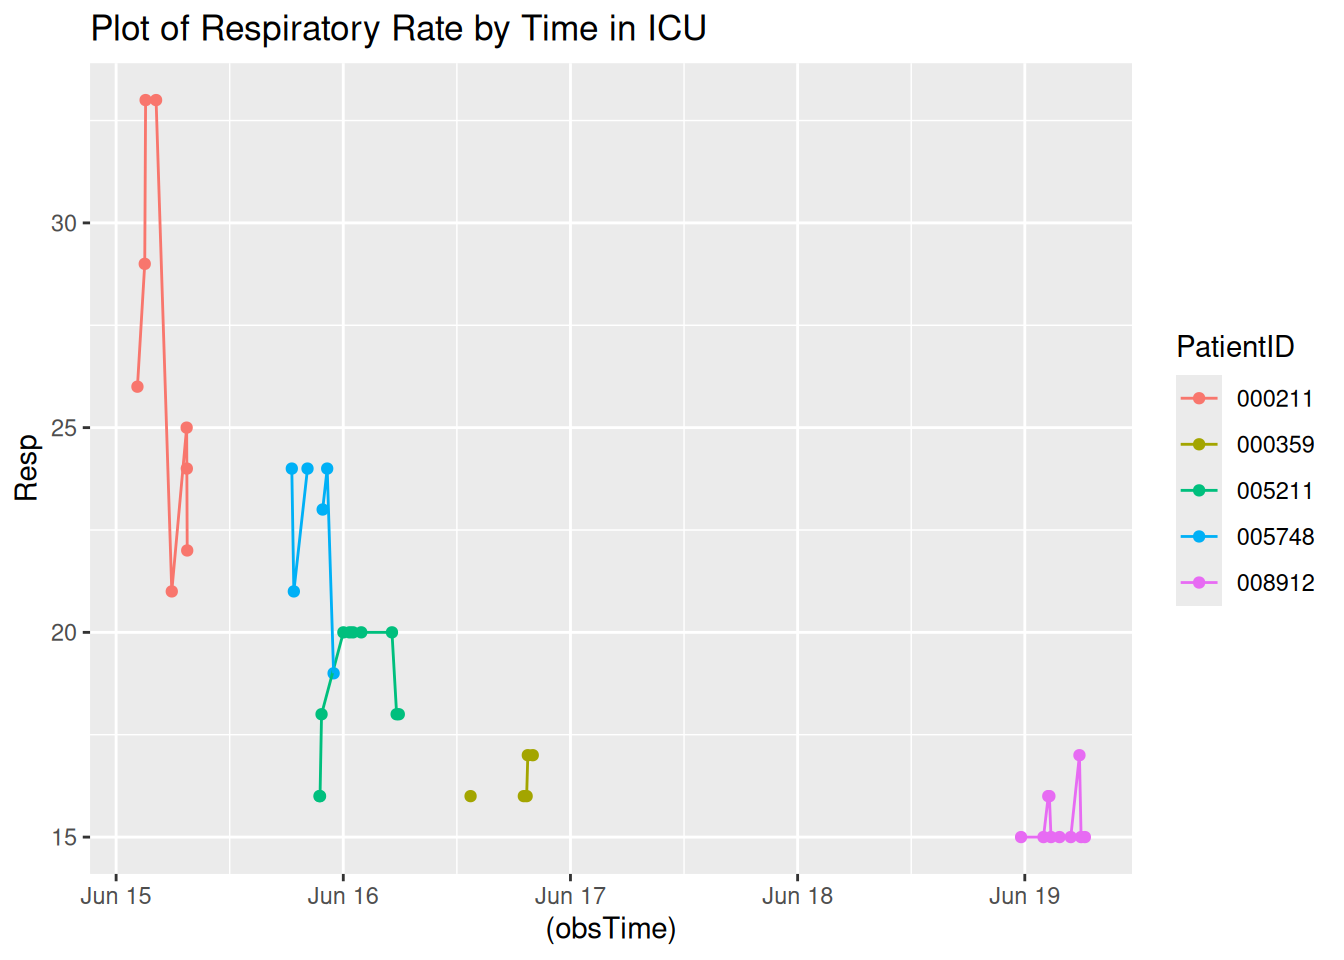 Plot of Respiratory Rate by Time in ICU
30
25
20
15
Resp
Jun 15
Jun 16
Jun 17
Jun 18
Jun 19
(obsTime)
PatientID
000211
000359
005211
005748
008912